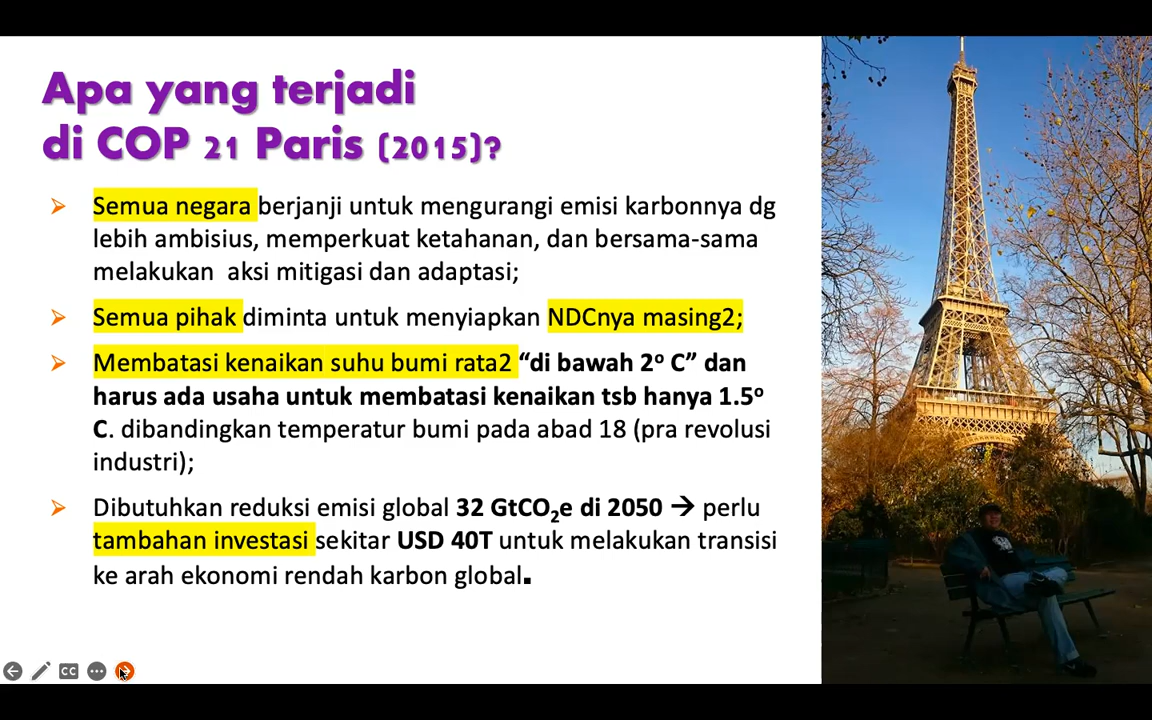 Apa yang terjadi
di COP 21 Paris (2015)?
Semua negara berjanji untuk mengurangi emisi karbonnya dg
lebih ambisius, memperkuat ketahanan, dan bersama-sama
melakukan aksi mitigasi dan adaptasi;
Semua pihak diminta untuk menyiapkan NDCnya masing2;
Membatasi kenaikan suhu bumi rata2 “di bawah 2º C” dan
harus ada usaha untuk membatasi kenaikan tsb hanya 1.5º
C. dibandingkan temperatur bumi pada abad 18 (pra revolusi
industri);
Dibutuhkan reduksi emisi global 32 GtCO₂e di 2050 → perlu
tambahan investasi sekitar USD 40T untuk melakukan transisi
ke arah ekonomi rendah karbon global.
CC